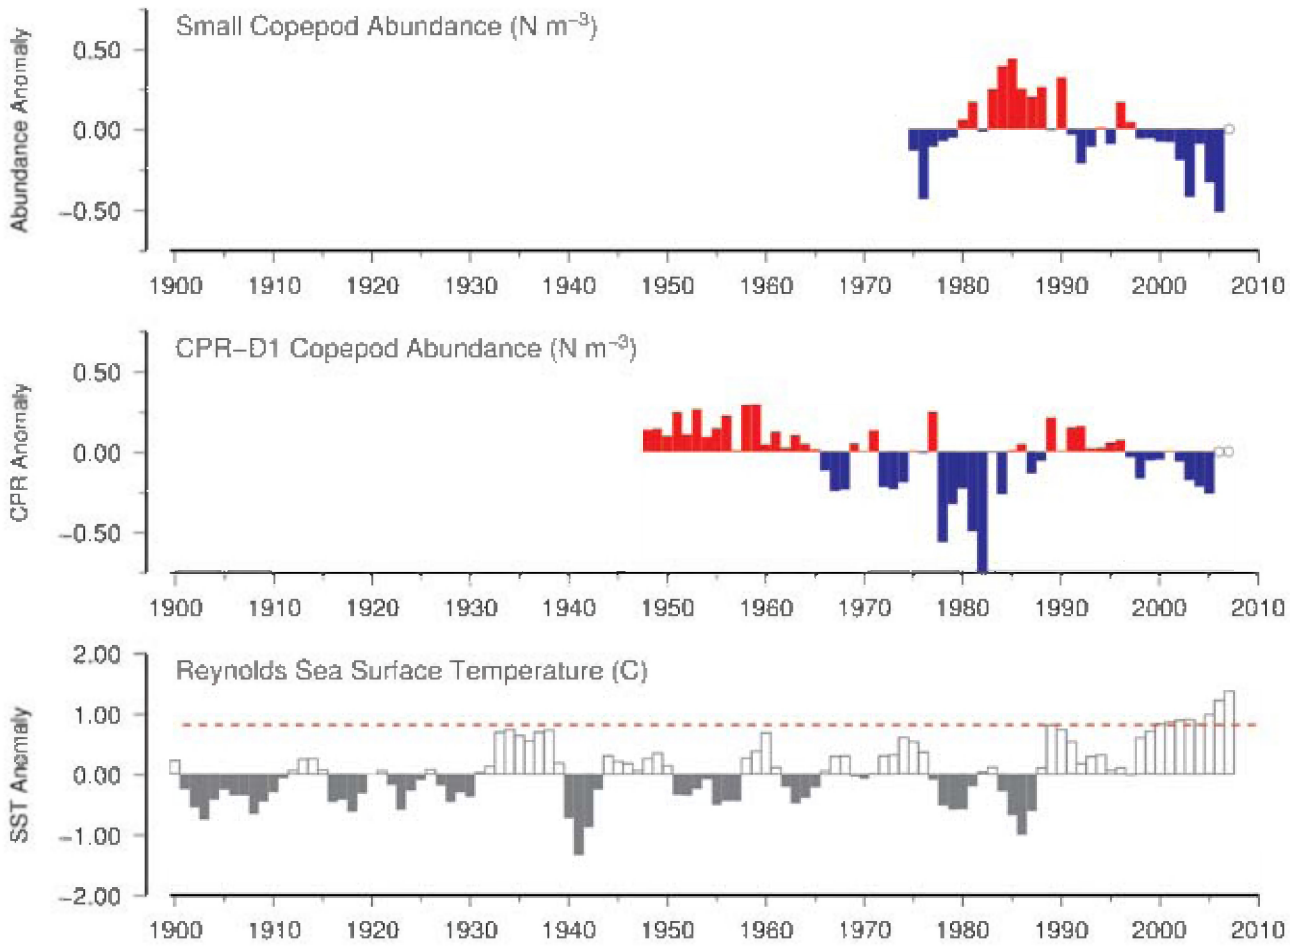 Small Copepod Abundance (N m⁻³)
Abundance Anomaly
0.50
0.00
−0.50
1900 1910 1920 1930 1940 1950 1960 1970 1980 1990 2000 2010
CPR−D1 Copepod Abundance (N m⁻³)
CPR Anomaly
0.50
0.00
−0.50
1900 1910 1920 1930 1940 1950 1960 1970 1980 1990 2000 2010
Reynolds Sea Surface Temperature (C)
SST Anomaly
2.00
1.00
0.00
−1.00
−2.00
1900 1910 1920 1930 1940 1950 1960 1970 1980 1990 2000 2010